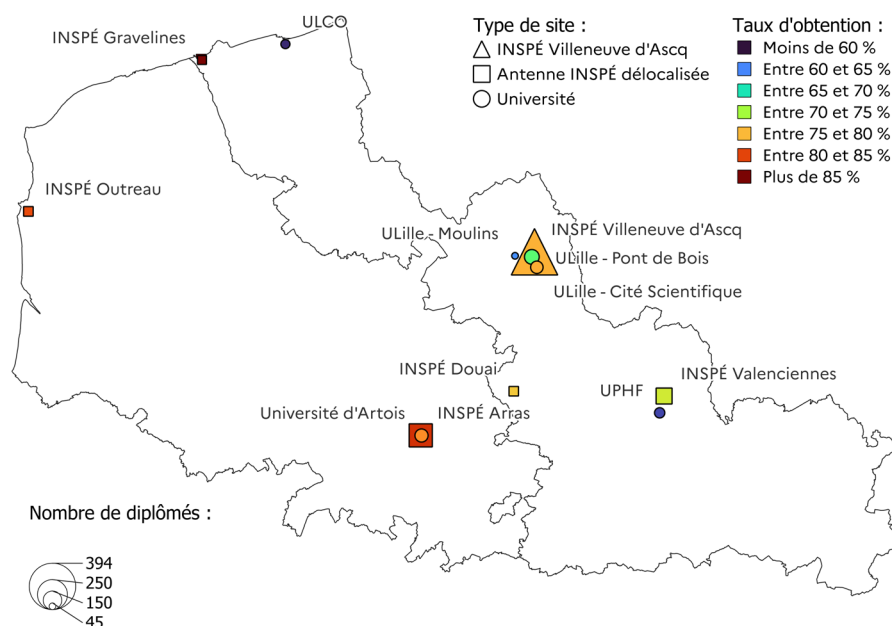 ULCO
INSPÉ Gravelines
Type de site :
INSPÉ Villeneuve d'Ascq
Antenne INSPÉ délocalisée
Université
Taux d'obtention :
Moins de 60 %
Entre 60 et 65 %
Entre 65 et 70 %
Entre 70 et 75 %
Entre 75 et 80 %
Entre 80 et 85 %
Plus de 85 %
INSPÉ Outreau
ULille - Moulins
INSPÉ Villeneuve d'Ascq
ULille - Pont de Bois
ULille - Cité Scientifique
INSPÉ Douai
INSPÉ Valenciennes
UPHF
Université d'Artois
INSPÉ Arras
Nombre de diplômés :
394
250
150
45